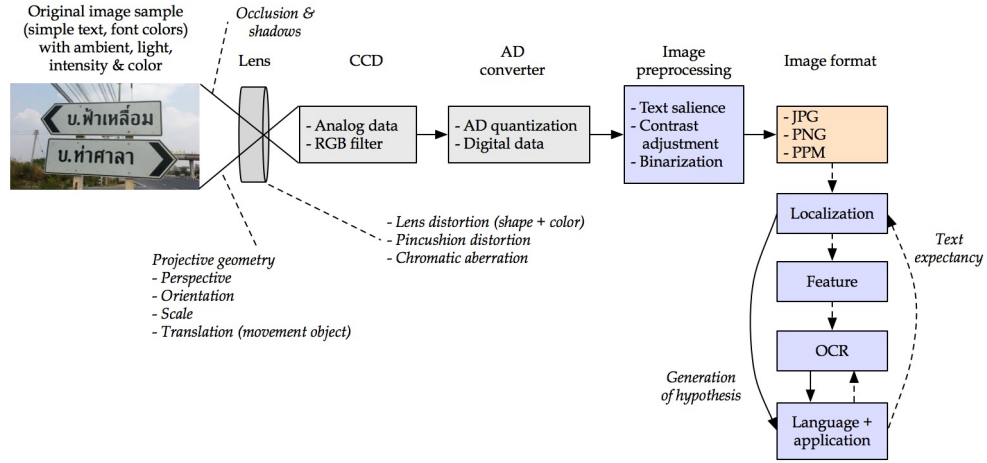 Original image sample
(simple text, font colors)
with ambient, light,
intensity & color
บ.ฟ้าเหลื่อม
บ.ท่าศาลา
Occlusion &
shadows
Lens
CCD
- Analog data
- RGB filter
AD
converter
- AD quantization
- Digital data
Image
preprocessing
- Text salience
- Contrast
adjustment
- Binarization
Image format
- JPG
- PNG
- PPM
- Lens distortion (shape + color)
- Pincushion distortion
- Chromatic aberration
Projective geometry
- Perspective
- Orientation
- Scale
- Translation (movement object)
Localization
Text
expectancy
Feature
OCR
Generation
of hypothesis
Language +
application